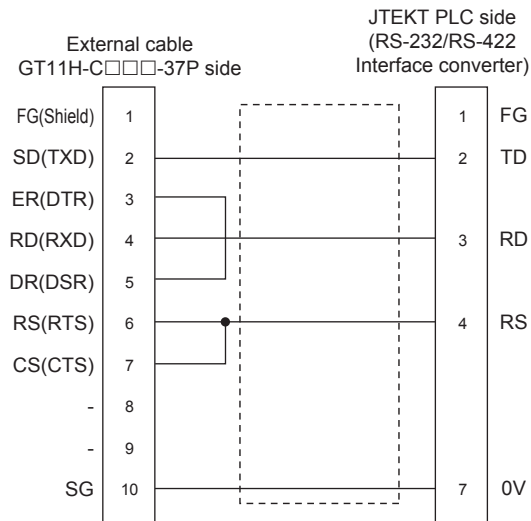 External cable
GT11H-C□□□-37P side
JTEKT PLC side
(RS-232/RS-422
Interface converter)
FG(Shield) 1 1 FG
SD(TXD) 2 2 TD
ER(DTR) 3
RD(RXD) 4 3 RD
DR(DSR) 5
RS(RTS) 6 4 RS
CS(CTS) 7
- 8
- 9
SG 10 7 0V